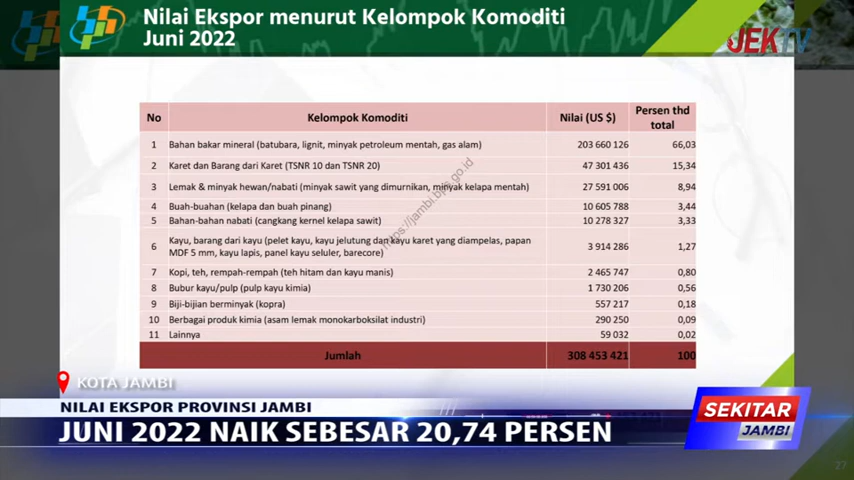 Nilai Ekspor menurut Kelompok Komoditi
Juni 2022
JEKTV
No Kelompok Komoditi Nilai (US $) Persen thd total
1 Bahan bakar mineral (batubara, lignit, minyak petroleum mentah, gas alam) 203 660 126 66,03
2 Karet dan Barang dari Karet (TSNR 10 dan TSNR 20) 47 301 436 15,34
3 Lemak & minyak hewan/nabati (minyak sawit yang dimurnikan, minyak kelapa mentah) 27 591 006 8,94
4 Buah-buahan (kelapa dan buah pinang) 10 605 788 3,44
5 Bahan-bahan nabati (cangkang kernel kelapa sawit) 10 278 327 3,33
6 Kayu, barang dari kayu (pelet kayu, kayu jelutung dan kayu karet yang diampelas, papan
MDF 5 mm, kayu lapis, panel kayu seluler, barecore) 3 914 286 1,27
7 Kopi, teh, rempah-rempah (teh hitam dan kayu manis) 2 465 747 0,80
8 Bubur kayu/pulp (pulp kayu kimia) 1 730 206 0,56
9 Biji-bijian berminyak (kopra) 557 217 0,18
10 Berbagai produk kimia (asam lemak monokarboksilat industri) 290 250 0,09
11 Lainnya 59 032 0,02
Jumlah 308 453 421 100
https://jambi.bps.go.id
KOTA JAMBI
NILAI EKSPOR PROVINSI JAMBI
JUNI 2022 NAIK SEBESAR 20,74 PERSEN
SEKITAR
JAMBI
27